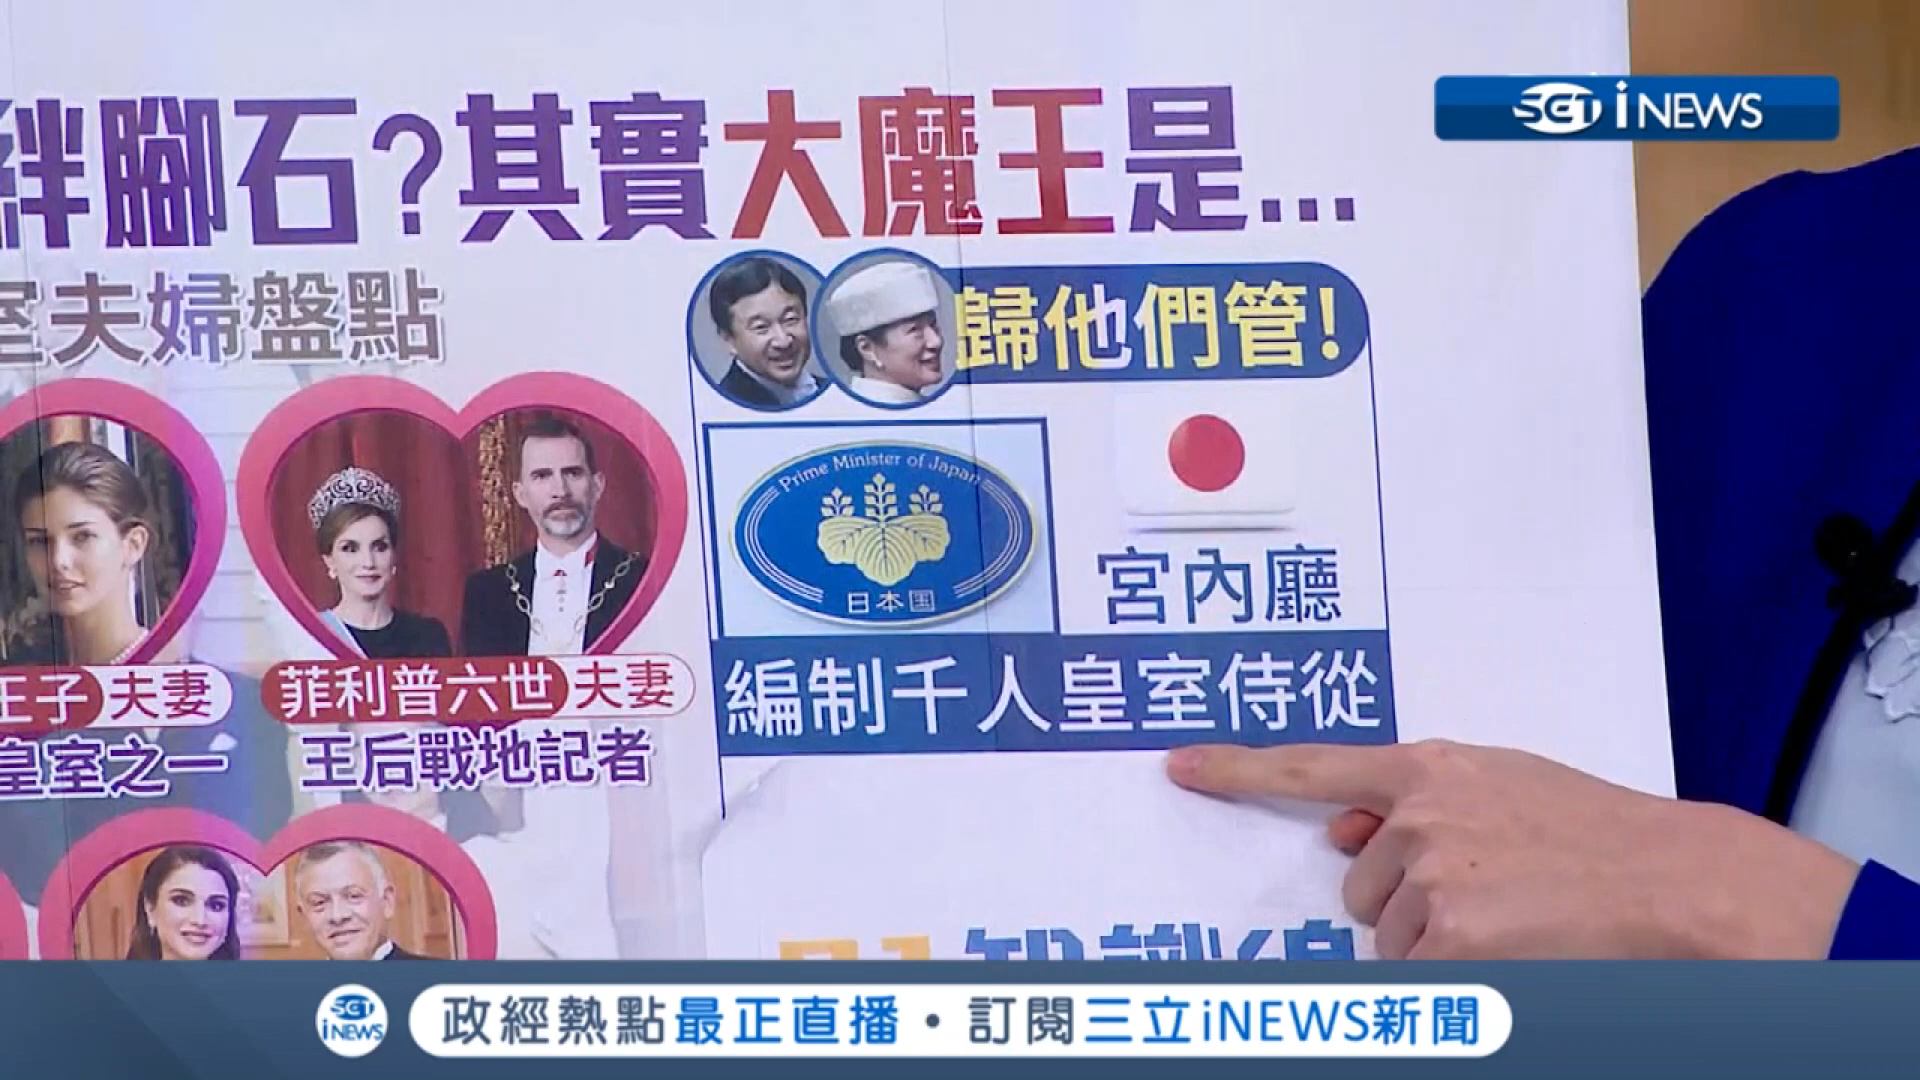 SET iNEWS
絆腳石?其實大魔王是...
室夫婦盤點
歸他們管!
Prime Minister of Japan
日本国
宮內廳
編制千人皇室侍從
王子夫妻
菲利普六世夫妻
皇室之一
王后戰地記者
SET iNEWS
政經熱點最正直播・訂閱三立iNEWS新聞